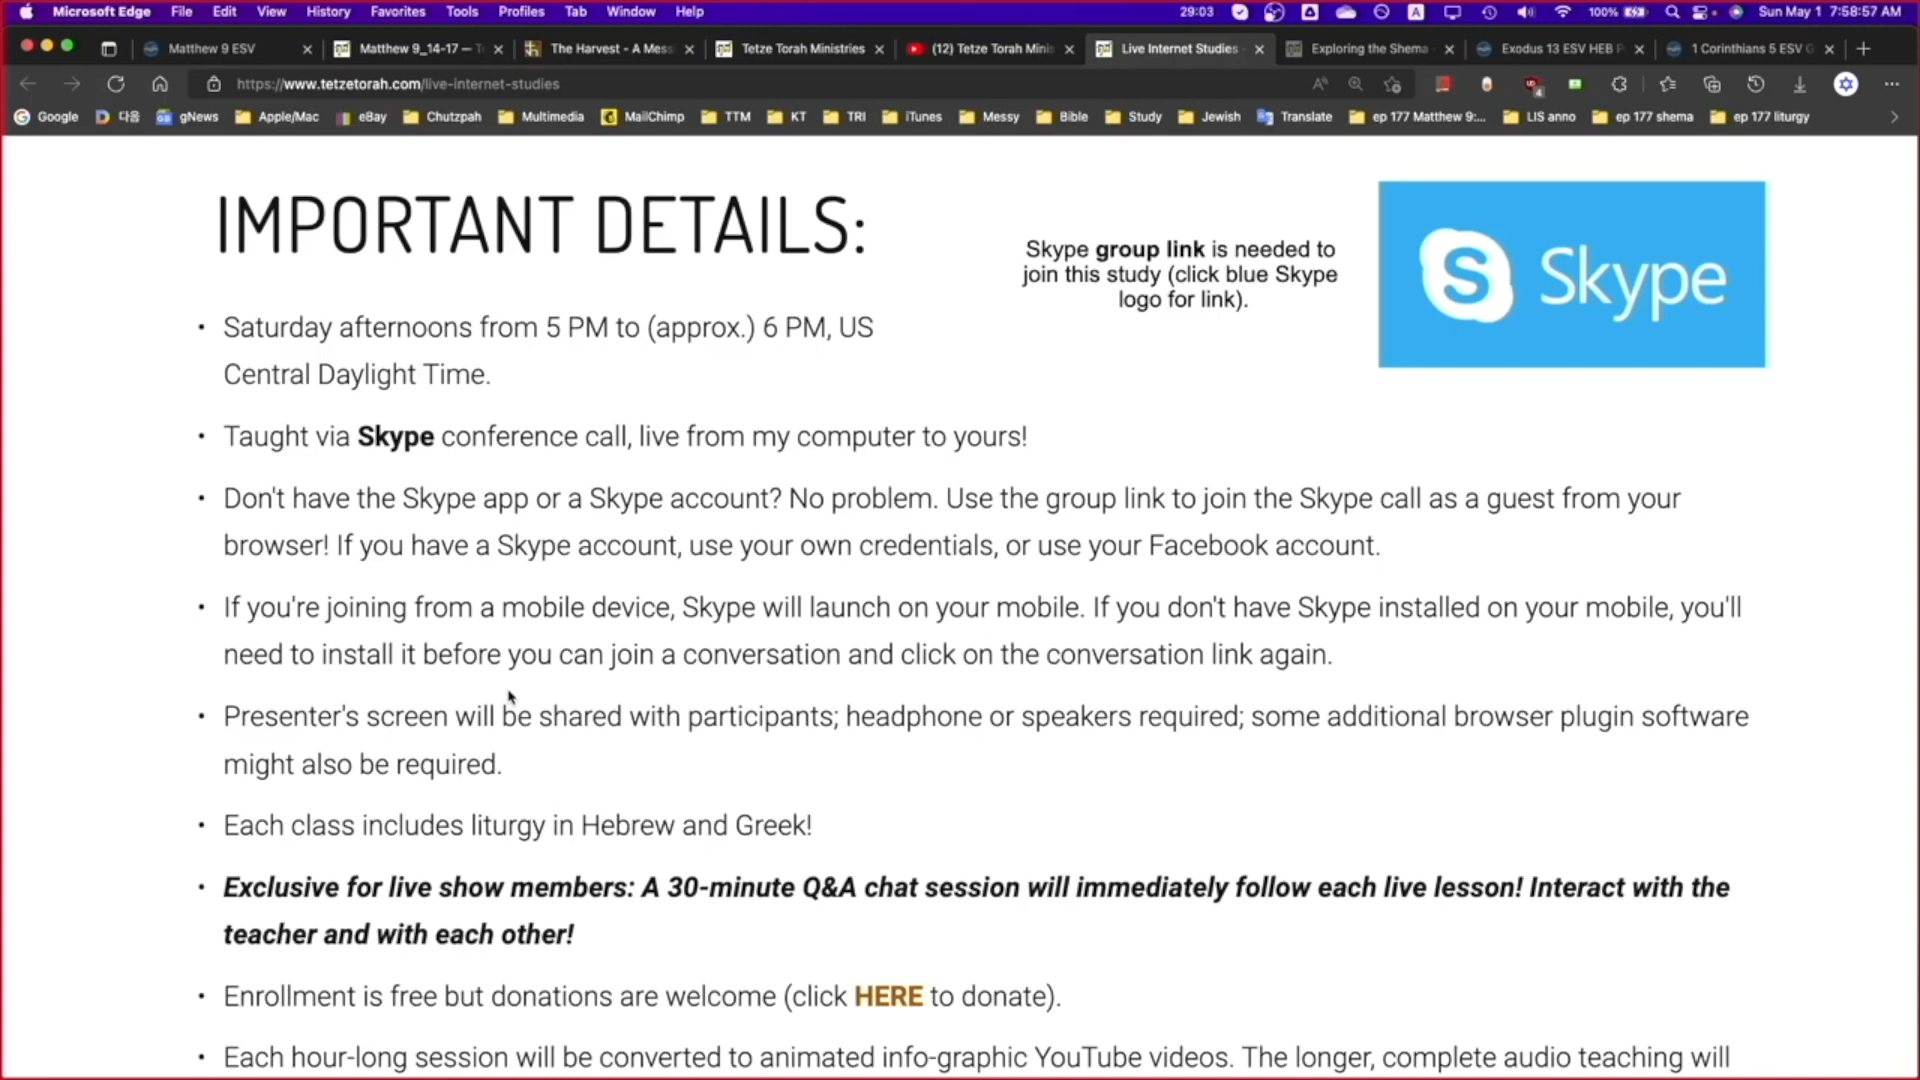 Microsoft Edge File Edit View History Favorites Tools Profiles Tab Window Help 29:03 A 100% Sun May 1 7:58:57 AM
Matthew 9 ESV Matthew 9_14-17 — The Harvest - A Mess Tetze Torah Ministries (12) Tetze Torah Minis Live Internet Studies - Exploring the Shema - Exodus 13 ESV HEB P 1 Corinthians 5 ESV G
https://www.tetzetorah.com/live-internet-studies
Google 다음 gNews Apple/Mac eBay Chutzpah Multimedia MailChimp TTM KT TRI iTunes Messy Bible Study Jewish Translate ep 177 Matthew 9:... LIS anno ep 177 shema ep 177 liturgy
IMPORTANT DETAILS:
Skype group link is needed to
join this study (click blue Skype
logo for link).
Skype
• Saturday afternoons from 5 PM to (approx.) 6 PM, US
Central Daylight Time.
• Taught via Skype conference call, live from my computer to yours!
• Don't have the Skype app or a Skype account? No problem. Use the group link to join the Skype call as a guest from your
browser! If you have a Skype account, use your own credentials, or use your Facebook account.
• If you're joining from a mobile device, Skype will launch on your mobile. If you don't have Skype installed on your mobile, you'll
need to install it before you can join a conversation and click on the conversation link again.
• Presenter's screen will be shared with participants; headphone or speakers required; some additional browser plugin software
might also be required.
• Each class includes liturgy in Hebrew and Greek!
• Exclusive for live show members: A 30-minute Q&A chat session will immediately follow each live lesson! Interact with the
teacher and with each other!
• Enrollment is free but donations are welcome (click HERE to donate).
• Each hour-long session will be converted to animated info-graphic YouTube videos. The longer, complete audio teaching will